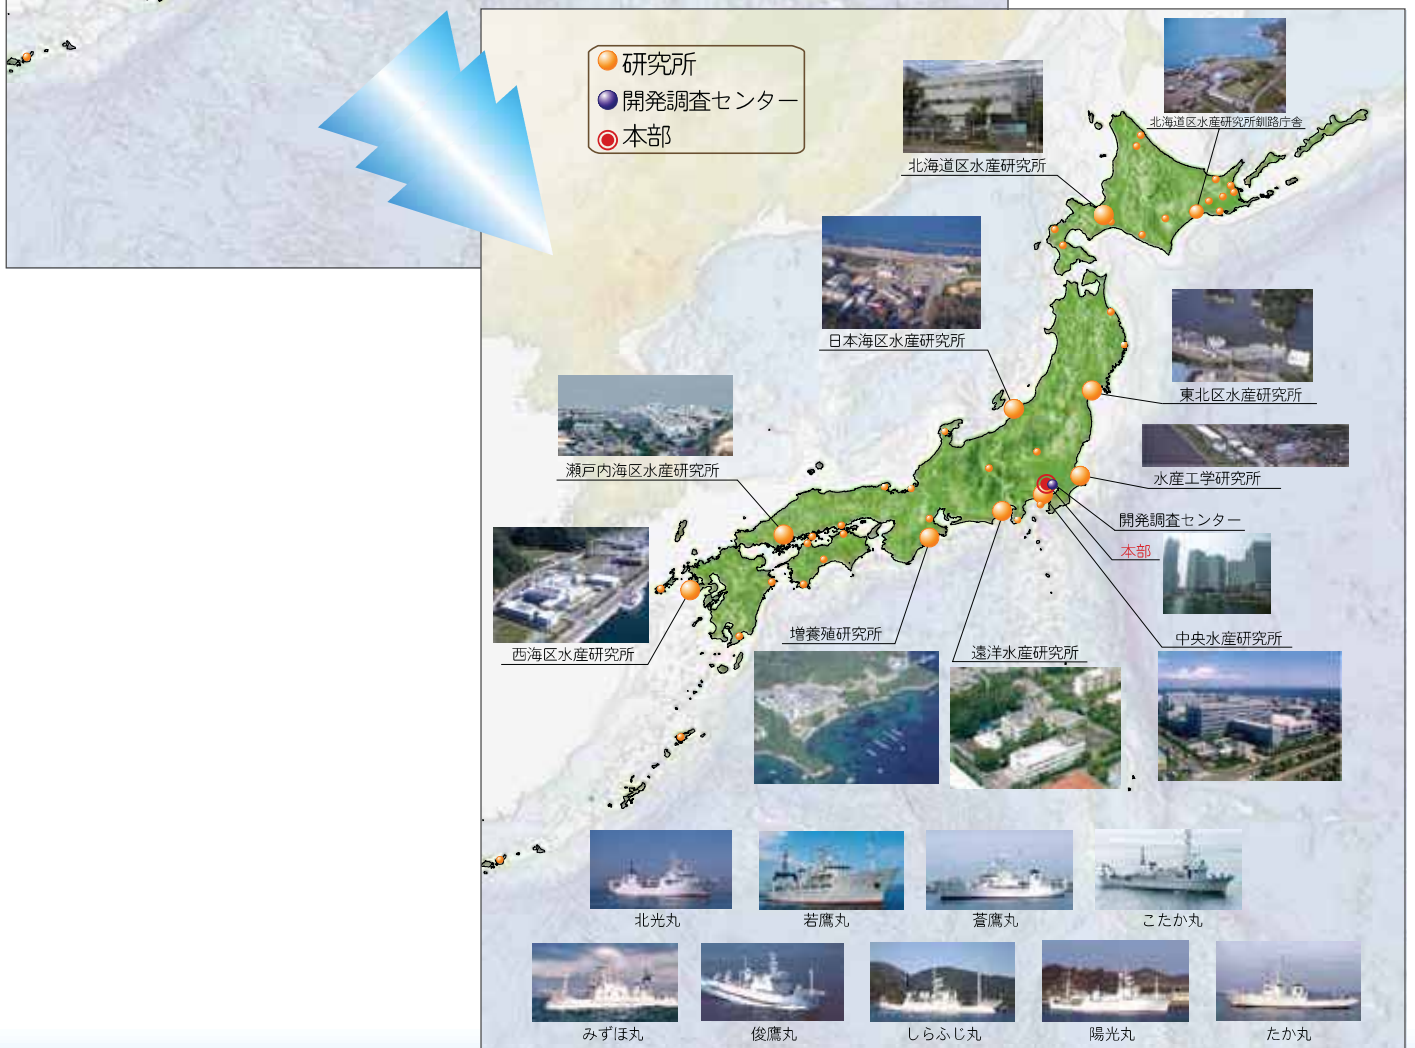 研究所
開発調査センター
本部
北海道区水産研究所釧路庁舎
北海道区水産研究所
日本海区水産研究所
東北区水産研究所
瀬戸内海区水産研究所
水産工学研究所
開発調査センター
本部
西海区水産研究所
増養殖研究所
遠洋水産研究所
中央水産研究所
北光丸
若鷹丸
蒼鷹丸
こたか丸
みずほ丸
俊鷹丸
しらふじ丸
陽光丸
たか丸